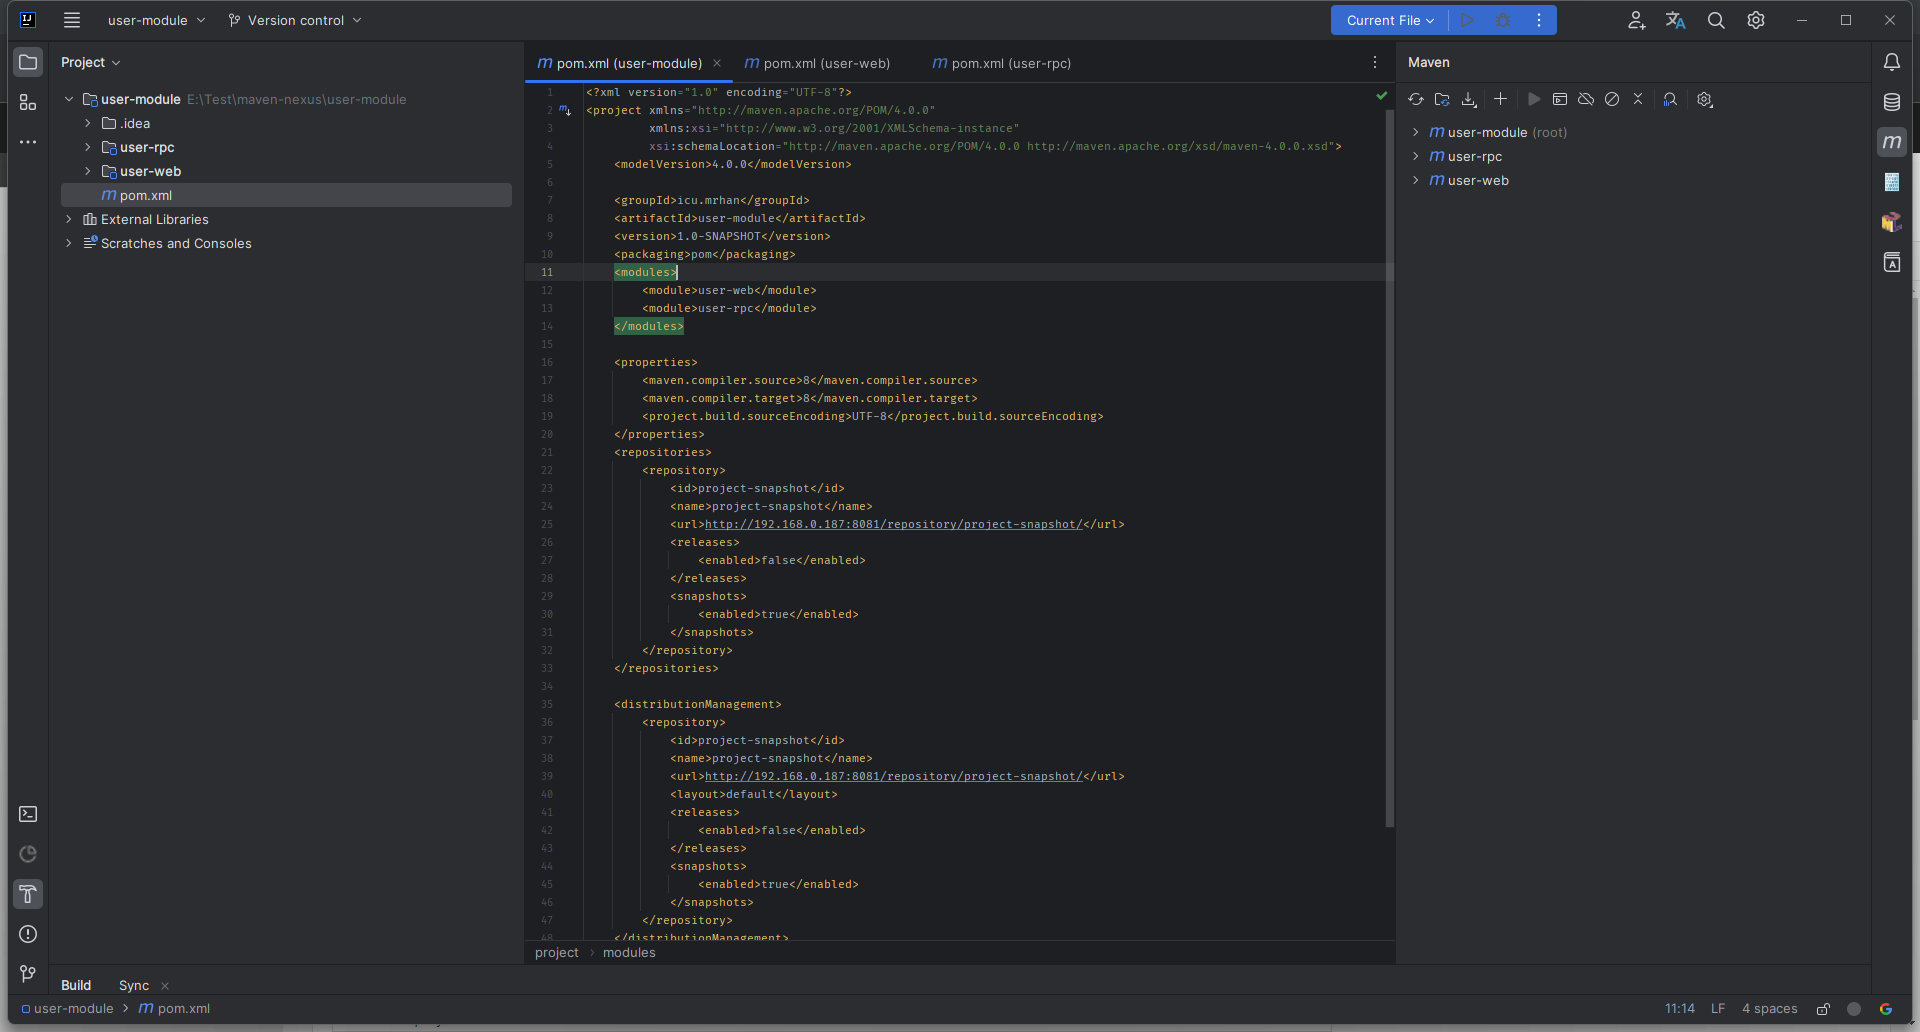 user-module
Version control
Current File
Project
pom.xml (user-module)
pom.xml (user-web)
pom.xml (user-rpc)
Maven
user-module E:\Test\maven-nexus\user-module
.idea
user-rpc
user-web
pom.xml
External Libraries
Scratches and Consoles
1 <?xml version="1.0" encoding="UTF-8"?>
2 <project xmlns="http://maven.apache.org/POM/4.0.0"
3 xmlns:xsi="http://www.w3.org/2001/XMLSchema-instance"
4 xsi:schemaLocation="http://maven.apache.org/POM/4.0.0 http://maven.apache.org/xsd/maven-4.0.0.xsd">
5 <modelVersion>4.0.0</modelVersion>
6
7 <groupId>icu.mrhan</groupId>
8 <artifactId>user-module</artifactId>
9 <version>1.0-SNAPSHOT</version>
10 <packaging>pom</packaging>
11 <modules>
12 <module>user-web</module>
13 <module>user-rpc</module>
14 </modules>
15
16 <properties>
17 <maven.compiler.source>8</maven.compiler.source>
18 <maven.compiler.target>8</maven.compiler.target>
19 <project.build.sourceEncoding>UTF-8</project.build.sourceEncoding>
20 </properties>
21 <repositories>
22 <repository>
23 <id>project-snapshot</id>
24 <name>project-snapshot</name>
25 <url>http://192.168.0.187:8081/repository/project-snapshot/</url>
26 <releases>
27 <enabled>false</enabled>
28 </releases>
29 <snapshots>
30 <enabled>true</enabled>
31 </snapshots>
32 </repository>
33 </repositories>
34
35 <distributionManagement>
36 <repository>
37 <id>project-snapshot</id>
38 <name>project-snapshot</name>
39 <url>http://192.168.0.187:8081/repository/project-snapshot/</url>
40 <layout>default</layout>
41 <releases>
42 <enabled>false</enabled>
43 </releases>
44 <snapshots>
45 <enabled>true</enabled>
46 </snapshots>
47 </repository>
48 </distributionManagement>
project > modules
user-module (root)
user-rpc
user-web
Build
Sync
user-module > pom.xml
11:14
LF
4 spaces